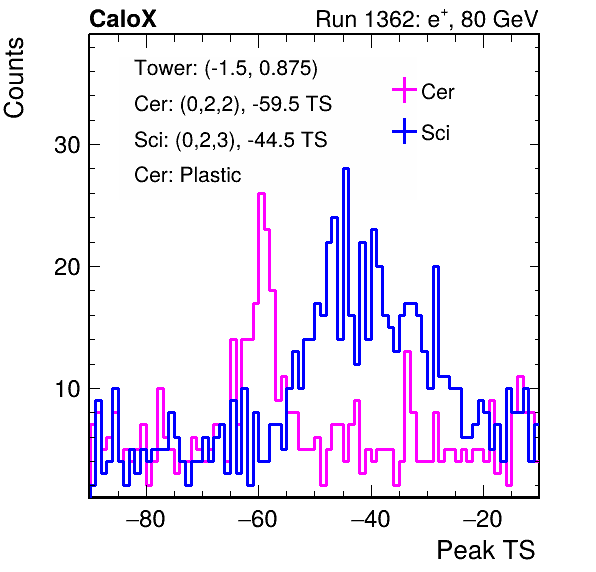 CaloX Run 1362: e⁺, 80 GeV
Counts
Tower: (-1.5, 0.875)
Cer: (0,2,2), -59.5 TS
Sci: (0,2,3), -44.5 TS
Cer: Plastic
Cer
Sci
30
20
10
−80 −60 −40 −20
Peak TS